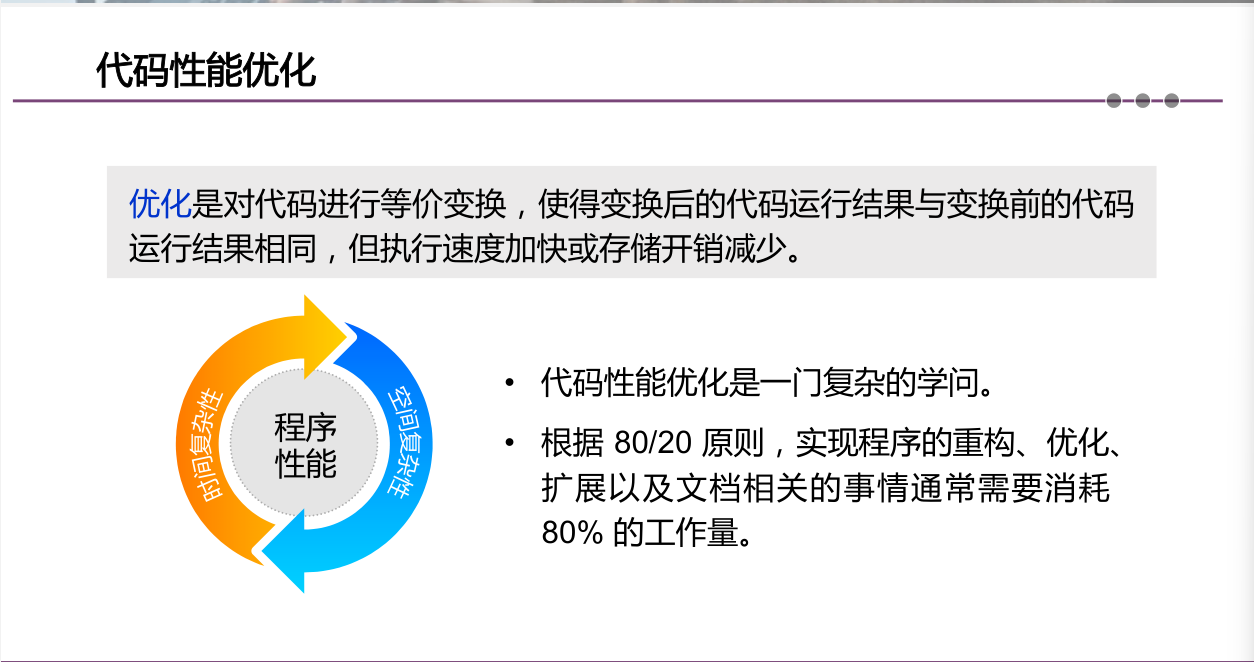 代码性能优化
优化是对代码进行等价变换，使得变换后的代码运行结果与变换前的代码
运行结果相同，但执行速度加快或存储开销减少。
时间复杂性
程序
性能
空间复杂性
• 代码性能优化是一门复杂的学问。
• 根据 80/20 原则，实现程序的重构、优化、
扩展以及文档相关的事情通常需要消耗
80% 的工作量。